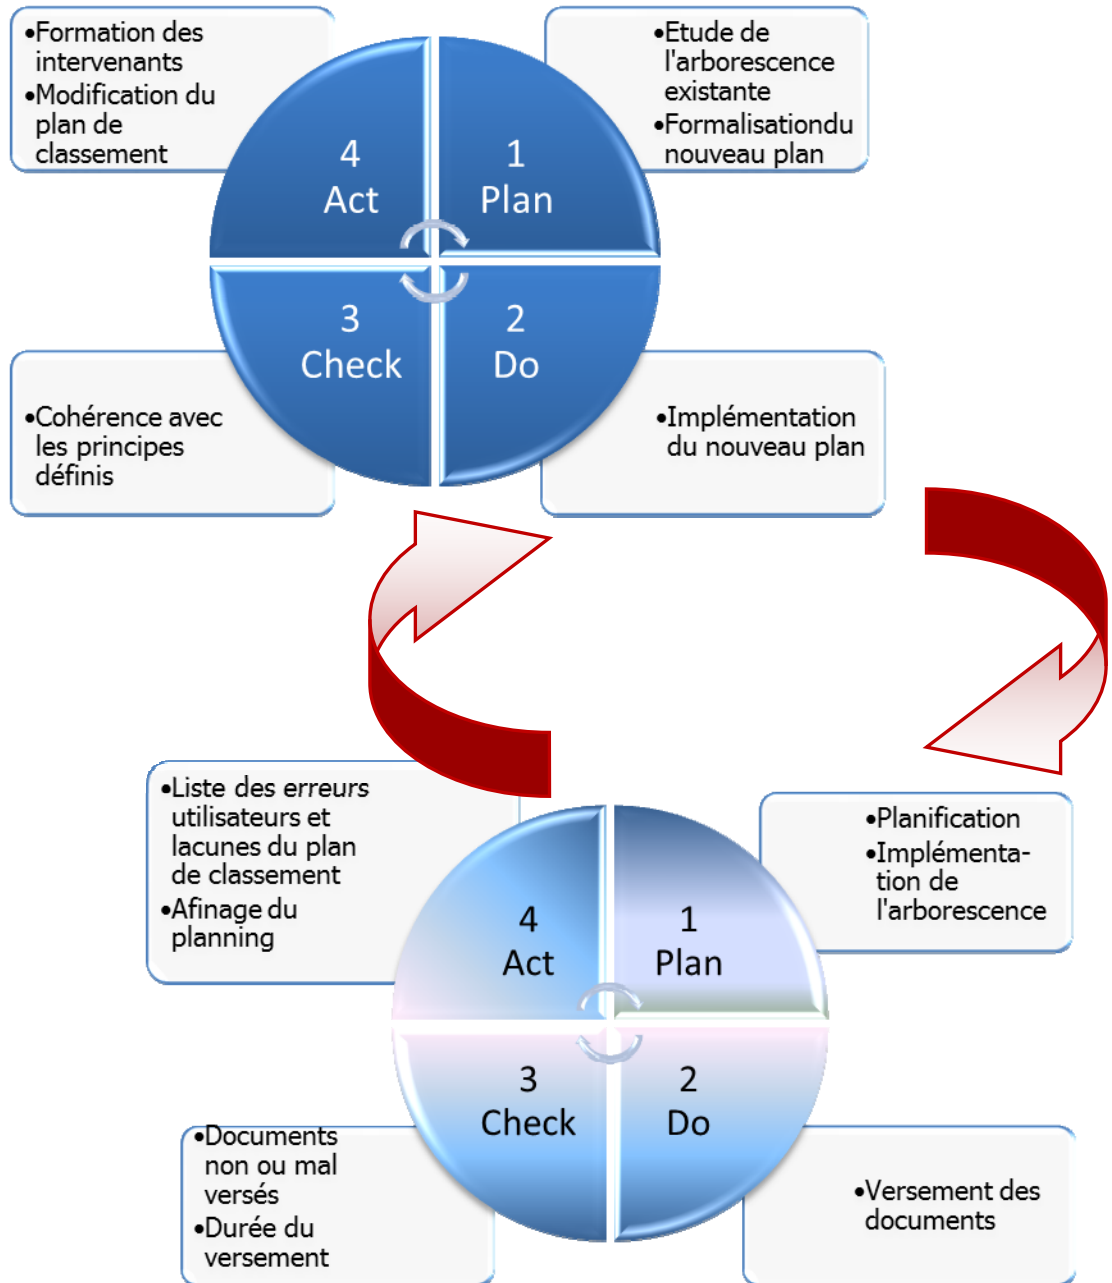 •Formation des
intervenants
•Modification du
plan de
classement
•Etude de
l'arborescence
existante
•Formalisationdu
nouveau plan
4
Act
1
Plan
3
Check
2
Do
•Cohérence avec
les principes
définis
•Implémentation
du nouveau plan
•Liste des erreurs
utilisateurs et
lacunes du plan
de classement
•Afinage du
planning
•Planification
•Implémenta-
tion de
l'arborescence
4
Act
1
Plan
3
Check
2
Do
•Documents
non ou mal
versés
•Durée du
versement
•Versement des
documents